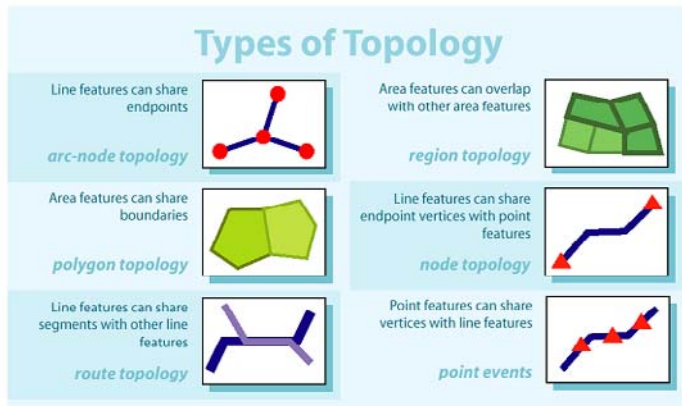 Types of Topology
Line features can share
endpoints
arc-node topology
Area features can overlap
with other area features
region topology
Area features can share
boundaries
polygon topology
Line features can share
endpoint vertices with point
features
node topology
Line features can share
segments with other line
features
route topology
Point features can share
vertices with line features
point events